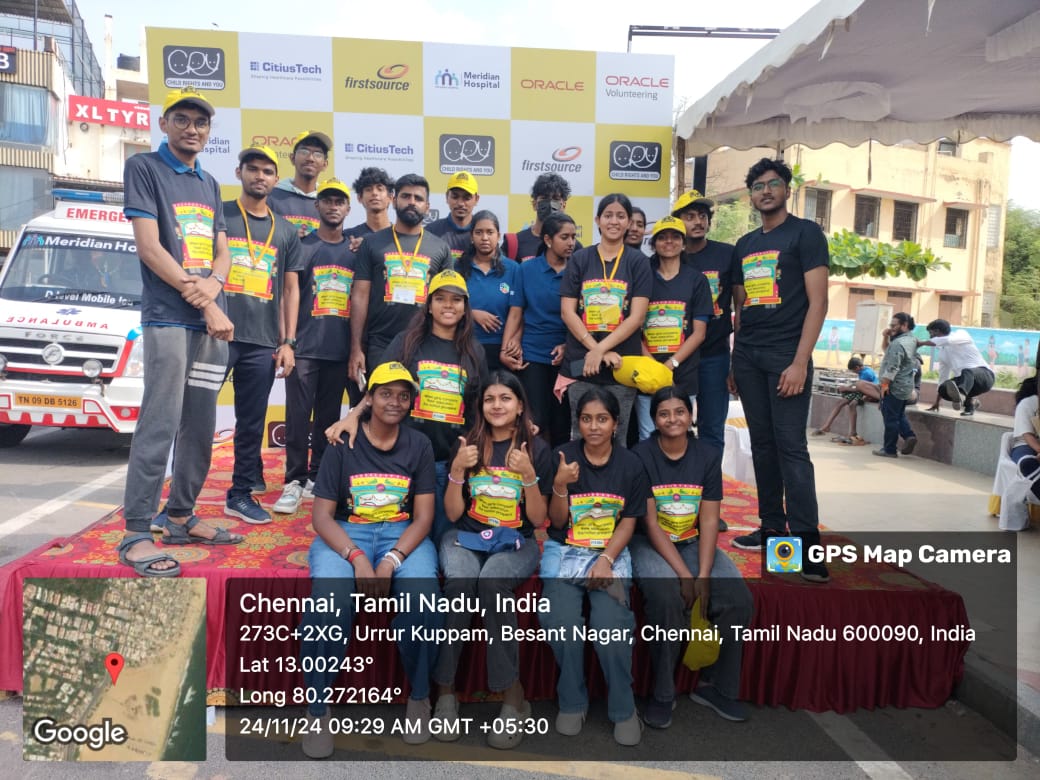 CRY
CHILD RIGHTS AND YOU
CitiusTech
Shaping Healthcare Possibilities
firstsource
Meridian
Hospital
ORACLE
ORACLE
Volunteering
XL TYR
B
CitiusTech
Shaping Healthcare Possibilities
CRY
CHILD RIGHTS AND YOU
firstsource
CRY
CHILD RIGHTS AND YOU
EMERGE
Meridian Ho
AMBULANCE
FORCE
TN 09 DB 5126
GPS Map Camera
Chennai, Tamil Nadu, India
273C+2XG, Urrur Kuppam, Besant Nagar, Chennai, Tamil Nadu 600090, India
Lat 13.00243°
Long 80.272164°
24/11/24 09:29 AM GMT +05:30
Google